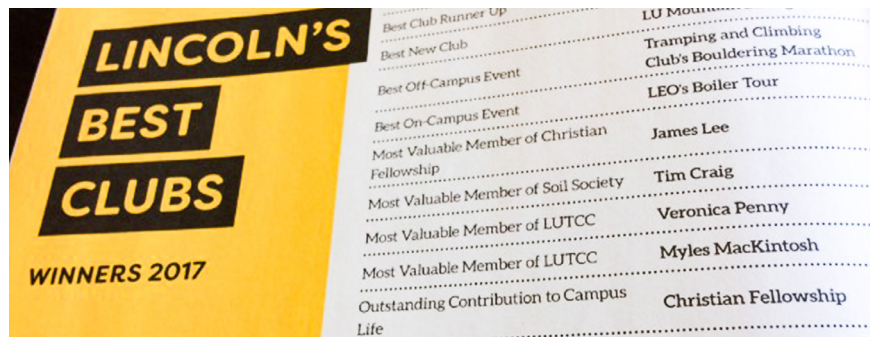 LINCOLN'S
BEST
CLUBS
WINNERS 2017
Best Club Runner Up
Best New Club LU
Best Off-Campus Event Tramping and Climbing
Club's Bouldering Marathon
Best On-Campus Event LEO's Boiler Tour
Most Valuable Member of Christian
Fellowship James Lee
Most Valuable Member of Soil Society Tim Craig
Most Valuable Member of LUTCC Veronica Penny
Most Valuable Member of LUTCC Myles MacKintosh
Outstanding Contribution to Campus
Life Christian Fellowship